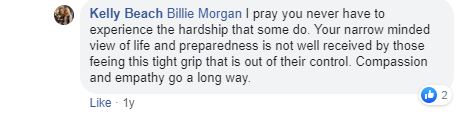 Kelly Beach Billie Morgan I pray you never have to
experience the hardship that some do. Your narrow minded
view of life and preparedness is not well received by those
feeing this tight grip that is out of their control. Compassion
and empathy go a long way.
2
Like · 1y